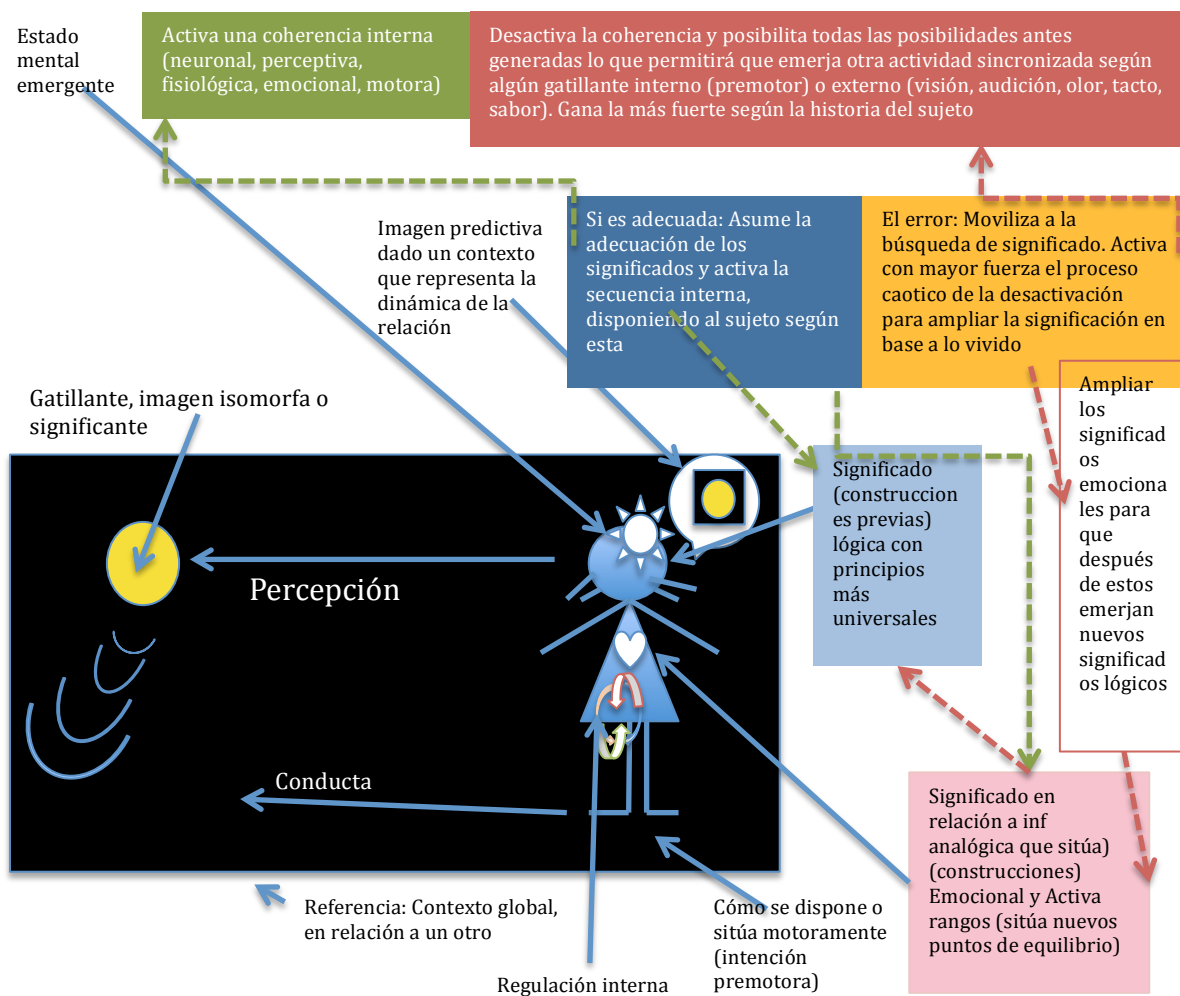 Estado
mental
emergente
Activa una coherencia interna
(neuronal, perceptiva,
fisiológica, emocional, motora)
Desactiva la coherencia y posibilita todas las posibilidades antes
generadas lo que permitirá que emerja otra actividad sincronizada según
algún gatillante interno (premotor) o externo (visión, audición, olor, tacto,
sabor). Gana la más fuerte según la historia del sujeto
Imagen predictiva
dado un contexto
que representa la
dinámica de la
relación
Si es adecuada: Asume la
adecuación de los
significados y activa la
secuencia interna,
disponiendo al sujeto según
esta
El error: Moviliza a la
búsqueda de significado. Activa
con mayor fuerza el proceso
caotico de la desactivación
para ampliar la significación en
base a lo vivido
Gatillante, imagen isomorfa o
significante
Ampliar
los
significad
os
emociona
les para
que
después
de estos
emerjan
nuevos
significad
os lógicos
Significado
(construccion
es previas)
lógica con
principios
más
universales
Percepción
Conducta
Significado en
relación a inf
analógica que sitúa)
(construcciones)
Emocional y Activa
rangos (sitúa nuevos
puntos de equilibrio)
Referencia: Contexto global,
en relación a un otro
Cómo se dispone o
sitúa motoramente
(intención
premotora)
Regulación interna